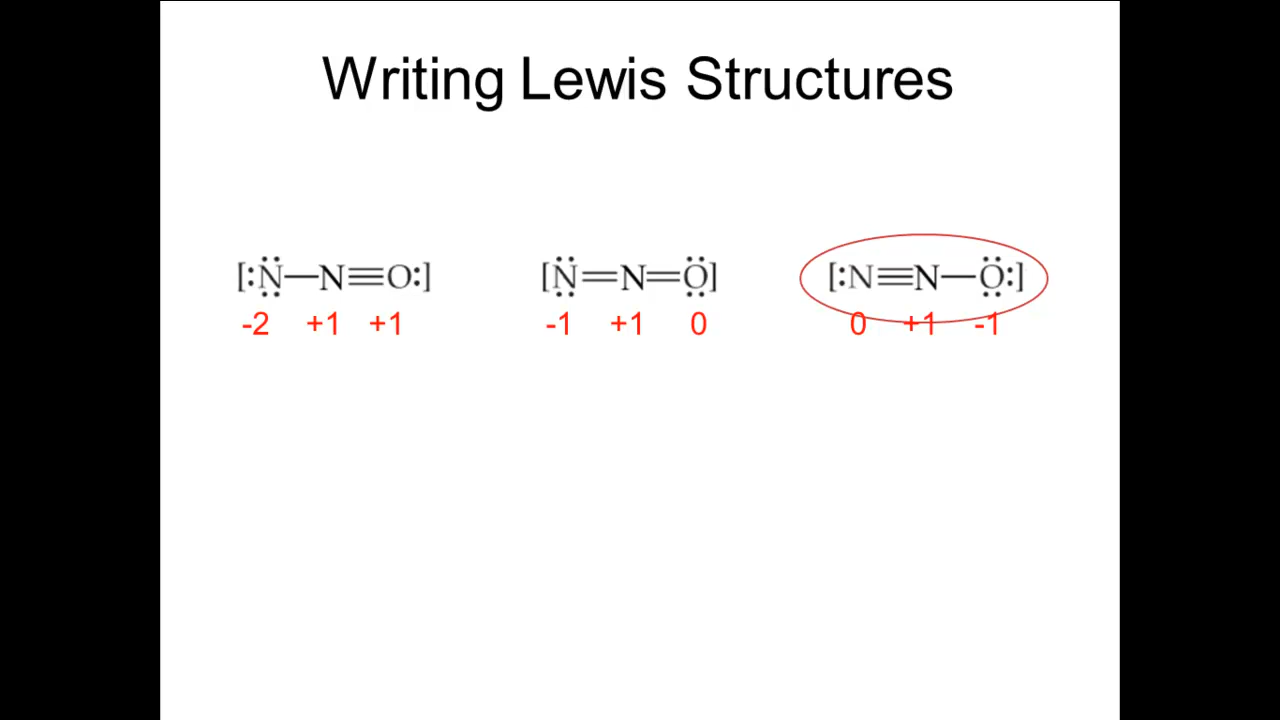 Writing Lewis Structures
[:N̤̈—N≡O:] [N̤̈=N=Ö̤] [:N≡N—Ö̤:]
-2 +1 +1 -1 +1 0 0 +1 -1